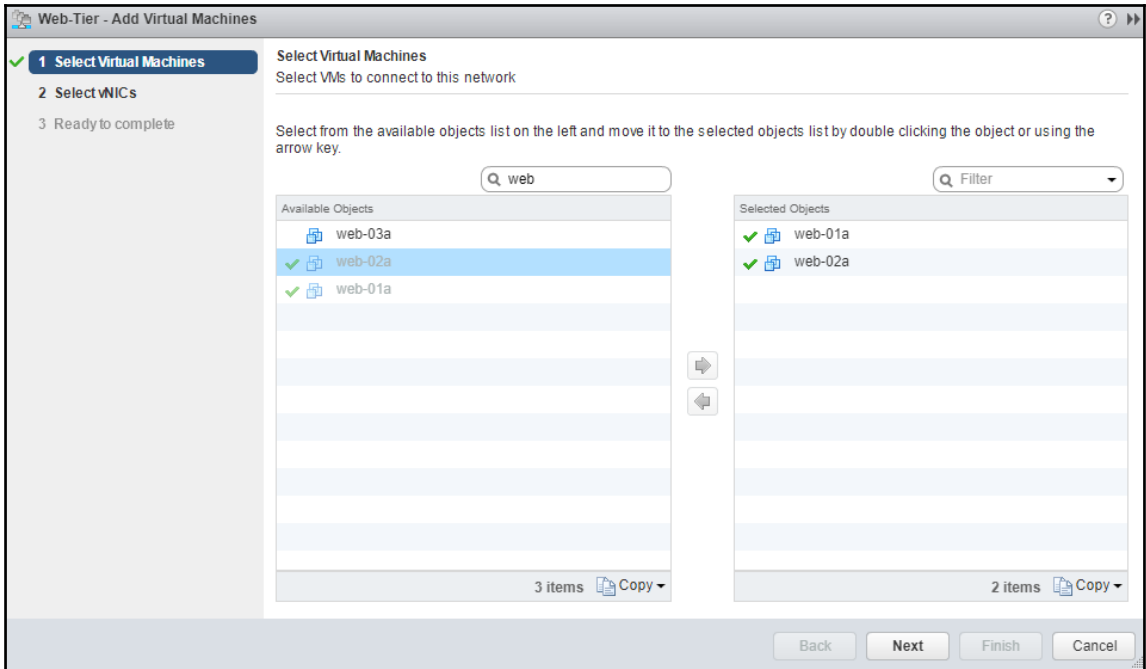 Web-Tier - Add Virtual Machines
?
1 Select Virtual Machines
2 Select vNICs
3 Ready to complete
Select Virtual Machines
Select VMs to connect to this network
Select from the available objects list on the left and move it to the selected objects list by double clicking the object or using the
arrow key.
web
Available Objects
web-03a
web-02a
web-01a
3 items Copy
Filter
Selected Objects
web-01a
web-02a
2 items Copy
Back Next Finish Cancel